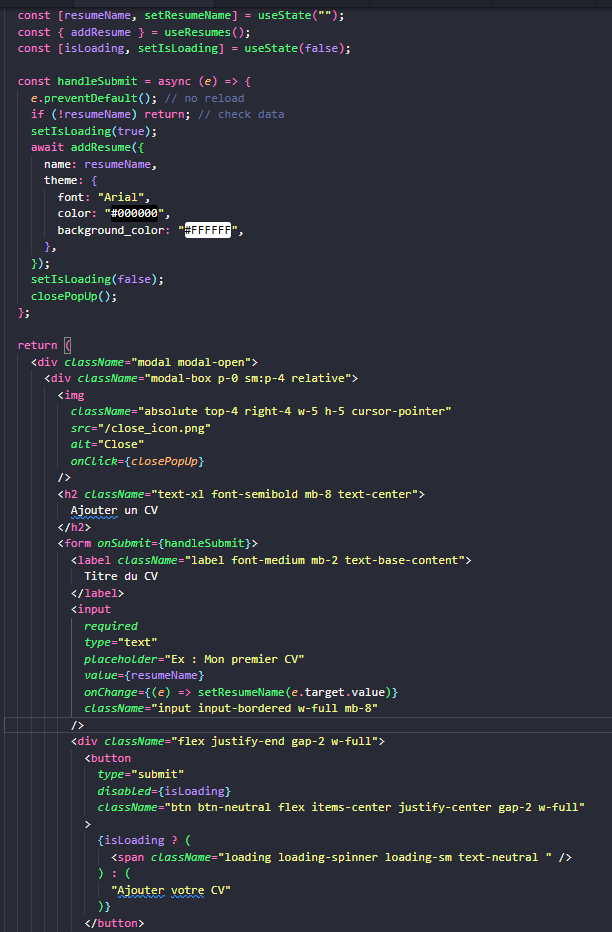 const [resumeName, setResumeName] = useState("");
const { addResume } = useResumes();
const [isLoading, setIsLoading] = useState(false);
const handleSubmit = async (e) => {
e.preventDefault(); // no reload
if (!resumeName) return; // check data
setIsLoading(true);
await addResume({
name: resumeName,
theme: {
font: "Arial",
color: "#000000",
background_color: "#FFFFFF",
},
});
setIsLoading(false);
closePopUp();
};
return (
<div className="modal modal-open">
<div className="modal-box p-0 sm:p-4 relative">
<img
className="absolute top-4 right-4 w-5 h-5 cursor-pointer"
src="/close_icon.png"
alt="Close"
onClick={closePopUp}
/>
<h2 className="text-xl font-semibold mb-8 text-center">
Ajouter un CV
</h2>
<form onSubmit={handleSubmit}>
<label className="label font-medium mb-2 text-base-content">
Titre du CV
</label>
<input
required
type="text"
placeholder="Ex : Mon premier CV"
value={resumeName}
onChange={(e) => setResumeName(e.target.value)}
className="input input-bordered w-full mb-8"
/>
<div className="flex justify-end gap-2 w-full">
<button
type="submit"
disabled={isLoading}
className="btn btn-neutral flex items-center justify-center gap-2 w-full"
>
{isLoading ? (
<span className="loading loading-spinner loading-sm text-neutral " />
) : (
"Ajouter votre CV"
)}
</button>